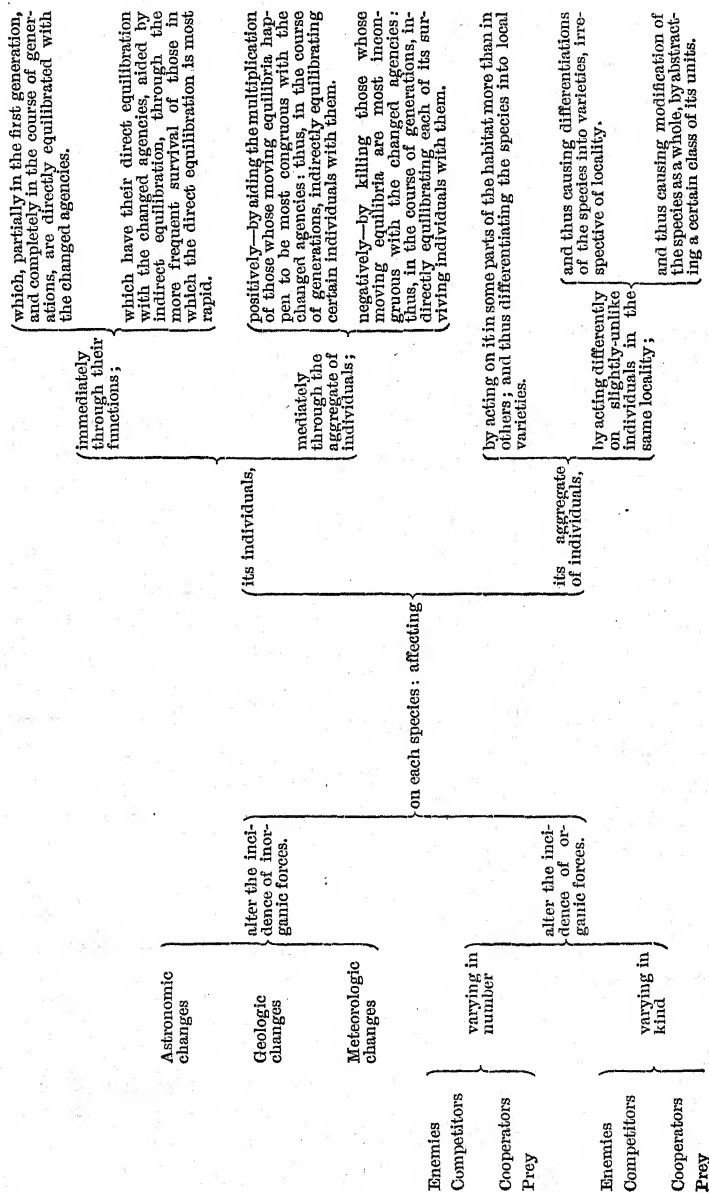 Astronomic
changes
Geologic
changes
Meteorologic
changes
alter the inci-
dence of inor-
ganic forces.
Enemies
Competitors
Cooperators
Prey
varying in
number
Enemies
Competitors
Cooperators
Prey
varying in
kind
alter the inci-
dence of or-
ganic forces.
on each species: affecting
its individuals,
immediately
through their
functions;
which, partially in the first generation,
and completely in the course of gener-
ations, are directly equilibrated with
the changed agencies.
which have their direct equilibration
with the changed agencies, aided by
indirect equilibration, through the
more frequent survival of those in
which the direct equilibration is most
rapid.
mediately
through the
aggregate of
individuals;
positively—by aiding the multiplication
of those whose moving equilibria hap-
pen to be most congruous with the
changed agencies: thus, in the course
of generations, indirectly equilibrating
certain individuals with them.
negatively—by killing those whose
moving equilibria are most incon-
gruous with the changed agencies:
thus, in the course of generations, in-
directly equilibrating each of its sur-
viving individuals with them.
its aggregate
of individuals,
by acting on it in some parts of the habitat more than in
others; and thus differentiating the species into local
varieties.
by acting differently
on slightly-unlike
individuals in the
same locality;
and thus causing differentiations
of the species into varieties, irre-
spective of locality.
and thus causing modification of
the species as a whole, by abstract-
ing a certain class of its units.